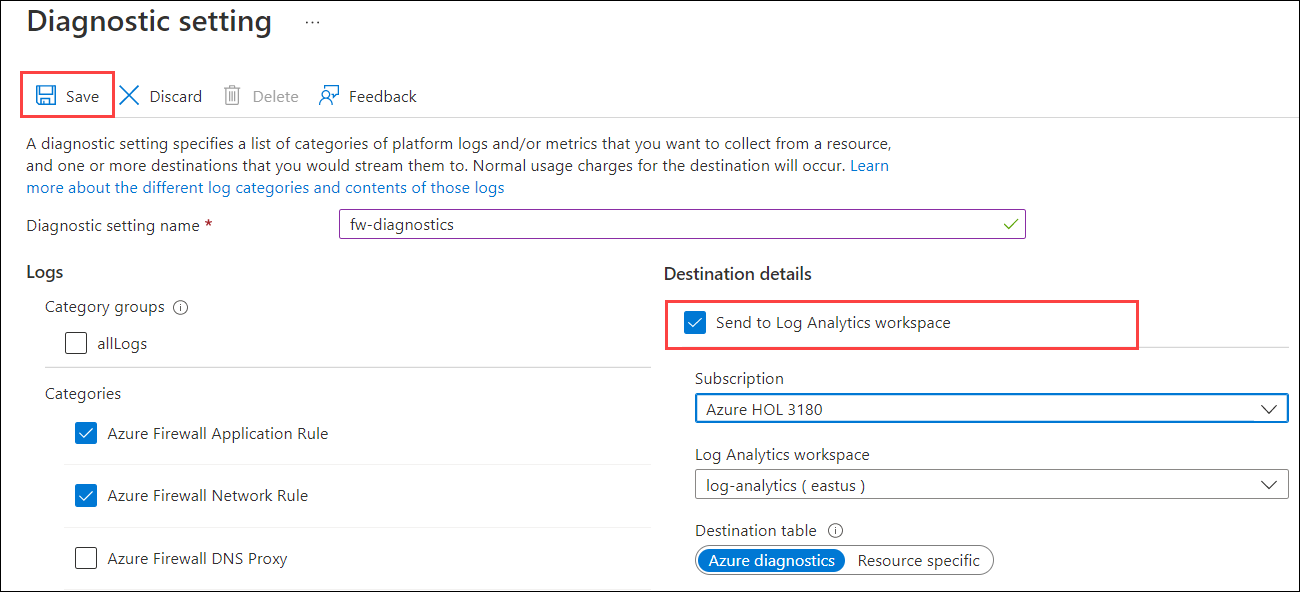 Diagnostic setting ...
Save Discard Delete Feedback
A diagnostic setting specifies a list of categories of platform logs and/or metrics that you want to collect from a resource,
and one or more destinations that you would stream them to. Normal usage charges for the destination will occur. Learn
more about the different log categories and contents of those logs
Diagnostic setting name * fw-diagnostics
Logs
Category groups
allLogs
Categories
Azure Firewall Application Rule
Azure Firewall Network Rule
Azure Firewall DNS Proxy
Destination details
Send to Log Analytics workspace
Subscription
Azure HOL 3180
Log Analytics workspace
log-analytics ( eastus )
Destination table
Azure diagnostics Resource specific